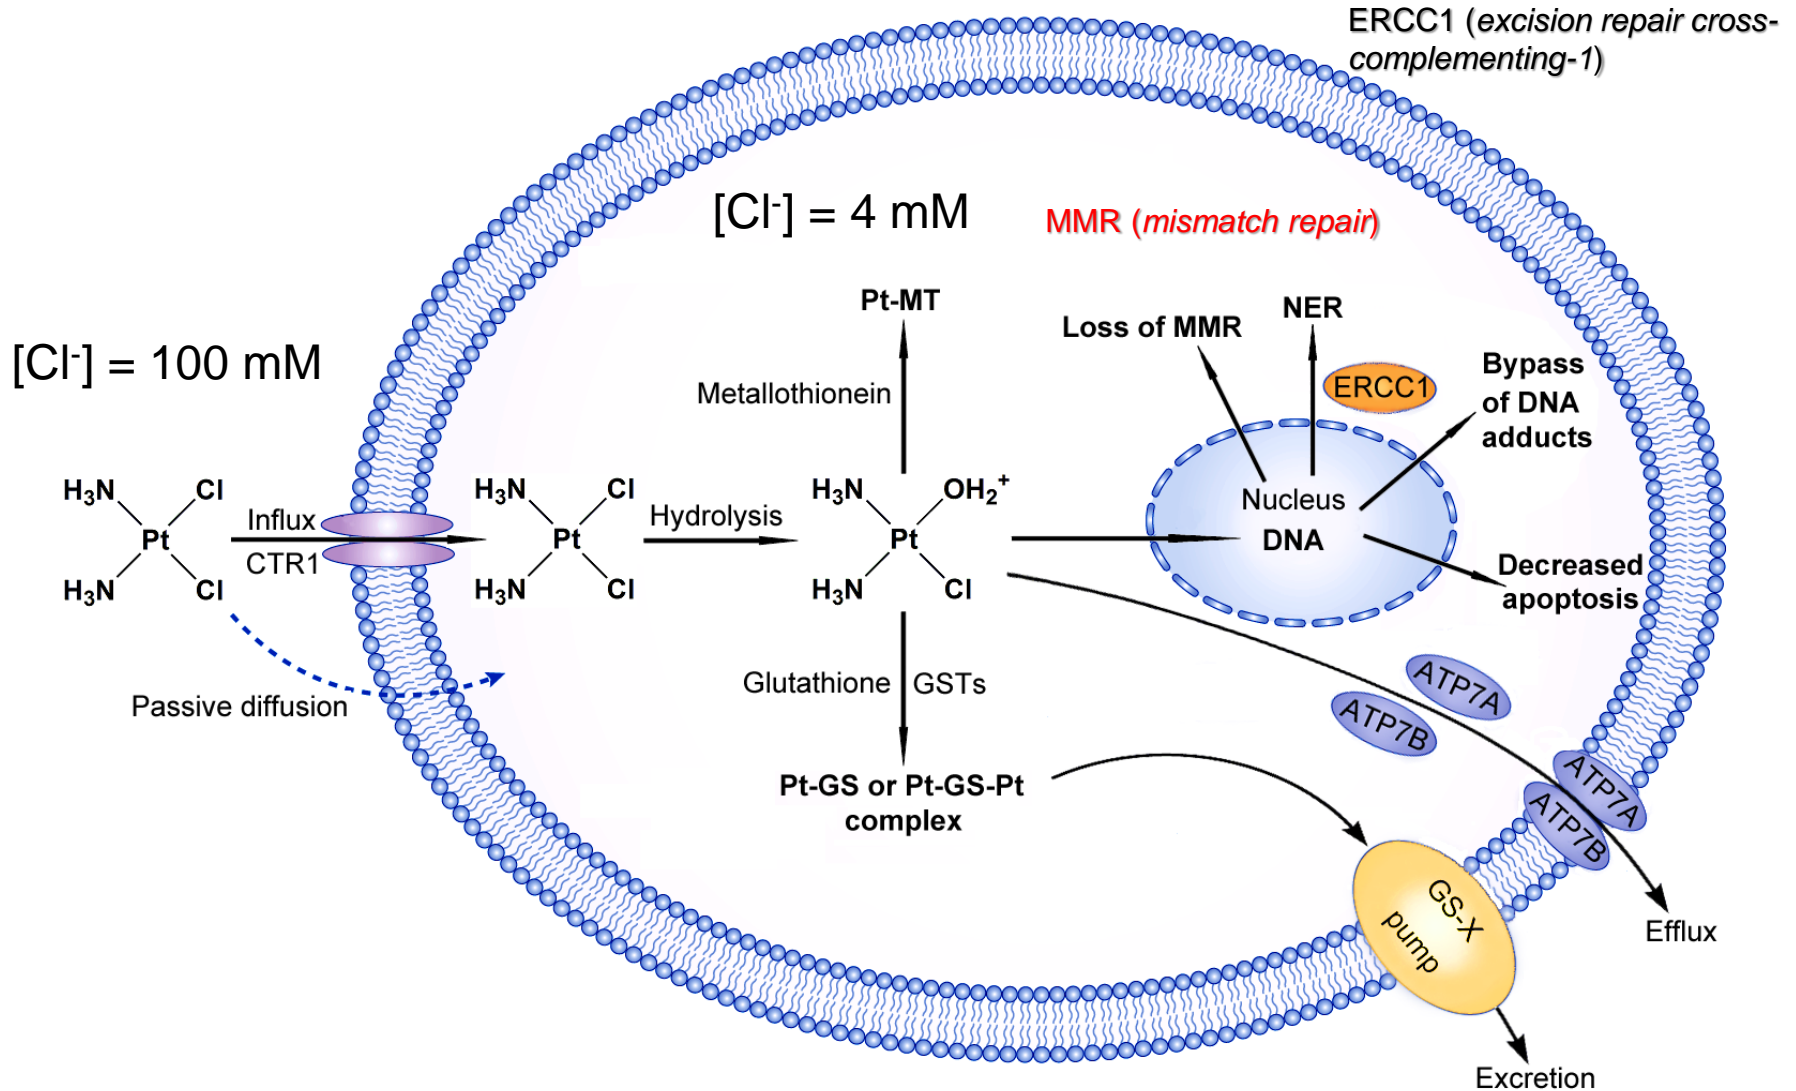 ERCC1 (excision repair cross-
complementing-1)
[Cl-] = 4 mM
MMR (mismatch repair)
[Cl-] = 100 mM
Pt-MT
Metallothionein
Loss of MMR
NER
ERCC1
Bypass
of DNA
adducts
H3N
Cl
Pt
H3N
Cl
Influx
CTR1
H3N
Cl
Pt
H3N
Cl
Hydrolysis
H3N
OH2+
Pt
H3N
Cl
Nucleus
DNA
Decreased
apoptosis
Passive diffusion
Glutathione
GSTs
Pt-GS or Pt-GS-Pt
complex
ATP7A
ATP7B
ATP7A
ATP7B
GS-X
pump
Efflux
Excretion